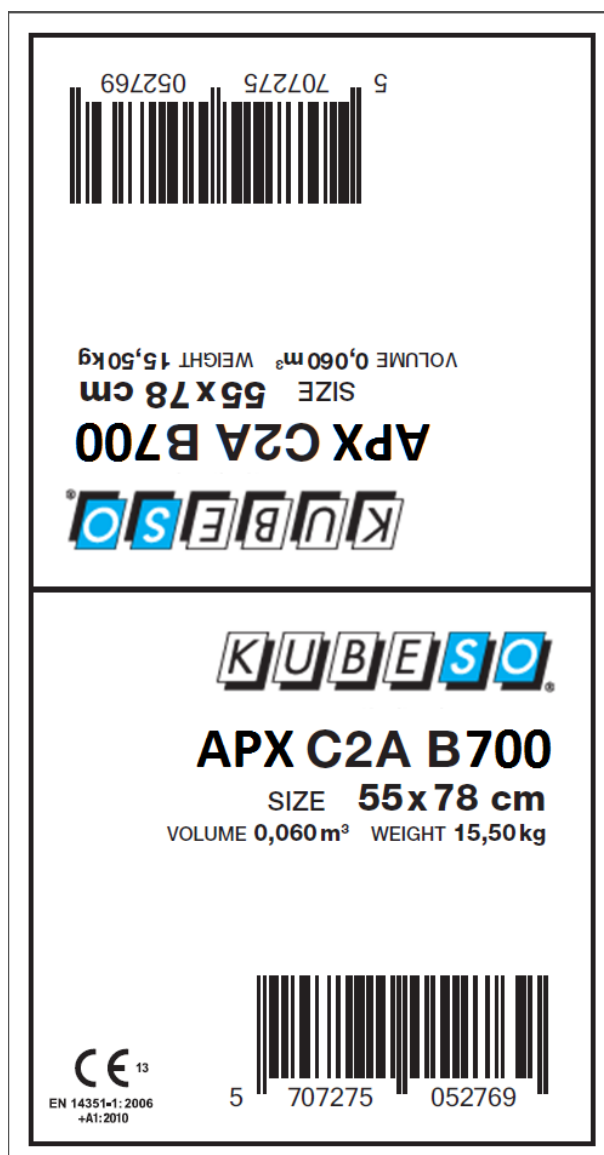 5 707275 052769
VOLUME 0,060 m³ WEIGHT 15,50 kg
SIZE 55 x 78 cm
APX C2A B700
KUBESO®
KUBESO®
APX C2A B700
SIZE 55 x 78 cm
VOLUME 0,060 m³ WEIGHT 15,50 kg
CE 13
EN 14351-1: 2006
+A1: 2010
5 707275 052769